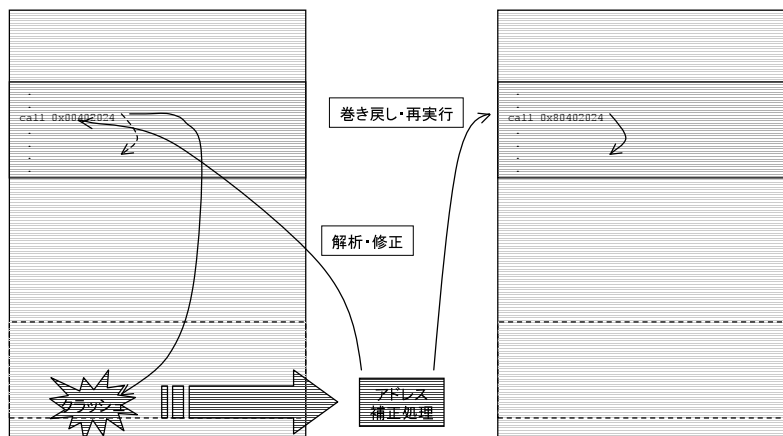 call 0x00402024
巻き戻し・再実行
call 0x80402024
解析・修正
クラッシュ
アドレス
補正処理